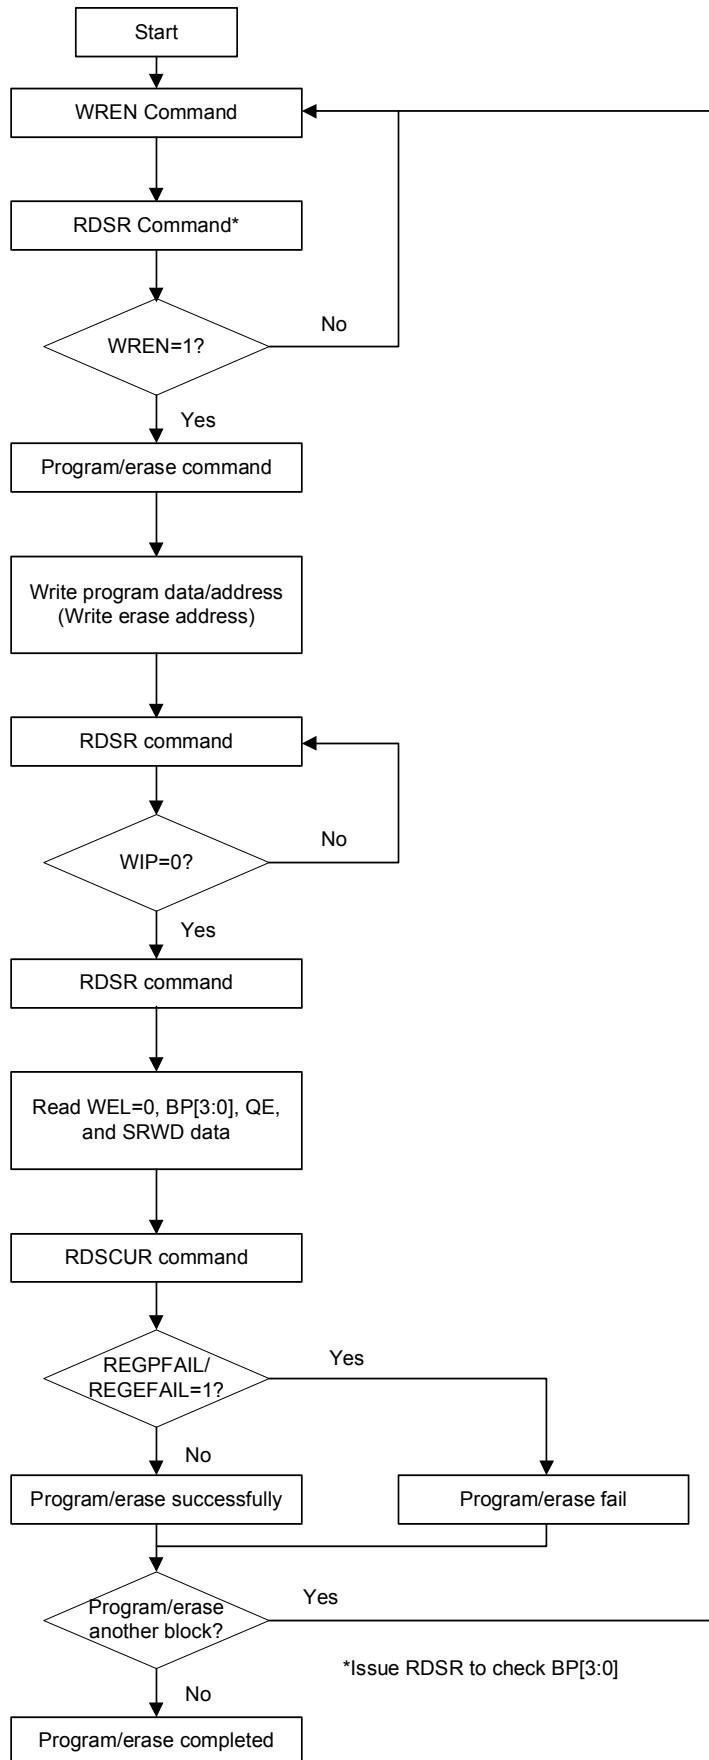 Start
WREN Command
RDSR Command*
WREN=1?
No
Yes
Program/erase command
Write program data/address
(Write erase address)
RDSR command
WIP=0?
No
Yes
RDSR command
Read WEL=0, BP[3:0], QE,
and SRWD data
RDSCUR command
REGPFAIL/
REGEFAIL=1?
Yes
No
Program/erase successfully
Program/erase fail
Program/erase
another block?
Yes
*Issue RDSR to check BP[3:0]
No
Program/erase completed